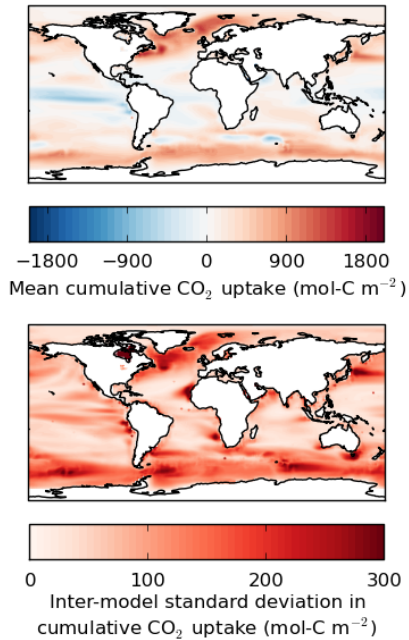 −1800 −900 0 900 1800
Mean cumulative CO₂ uptake (mol-C m⁻²)
0 100 200 300
Inter-model standard deviation in
cumulative CO₂ uptake (mol-C m⁻²)